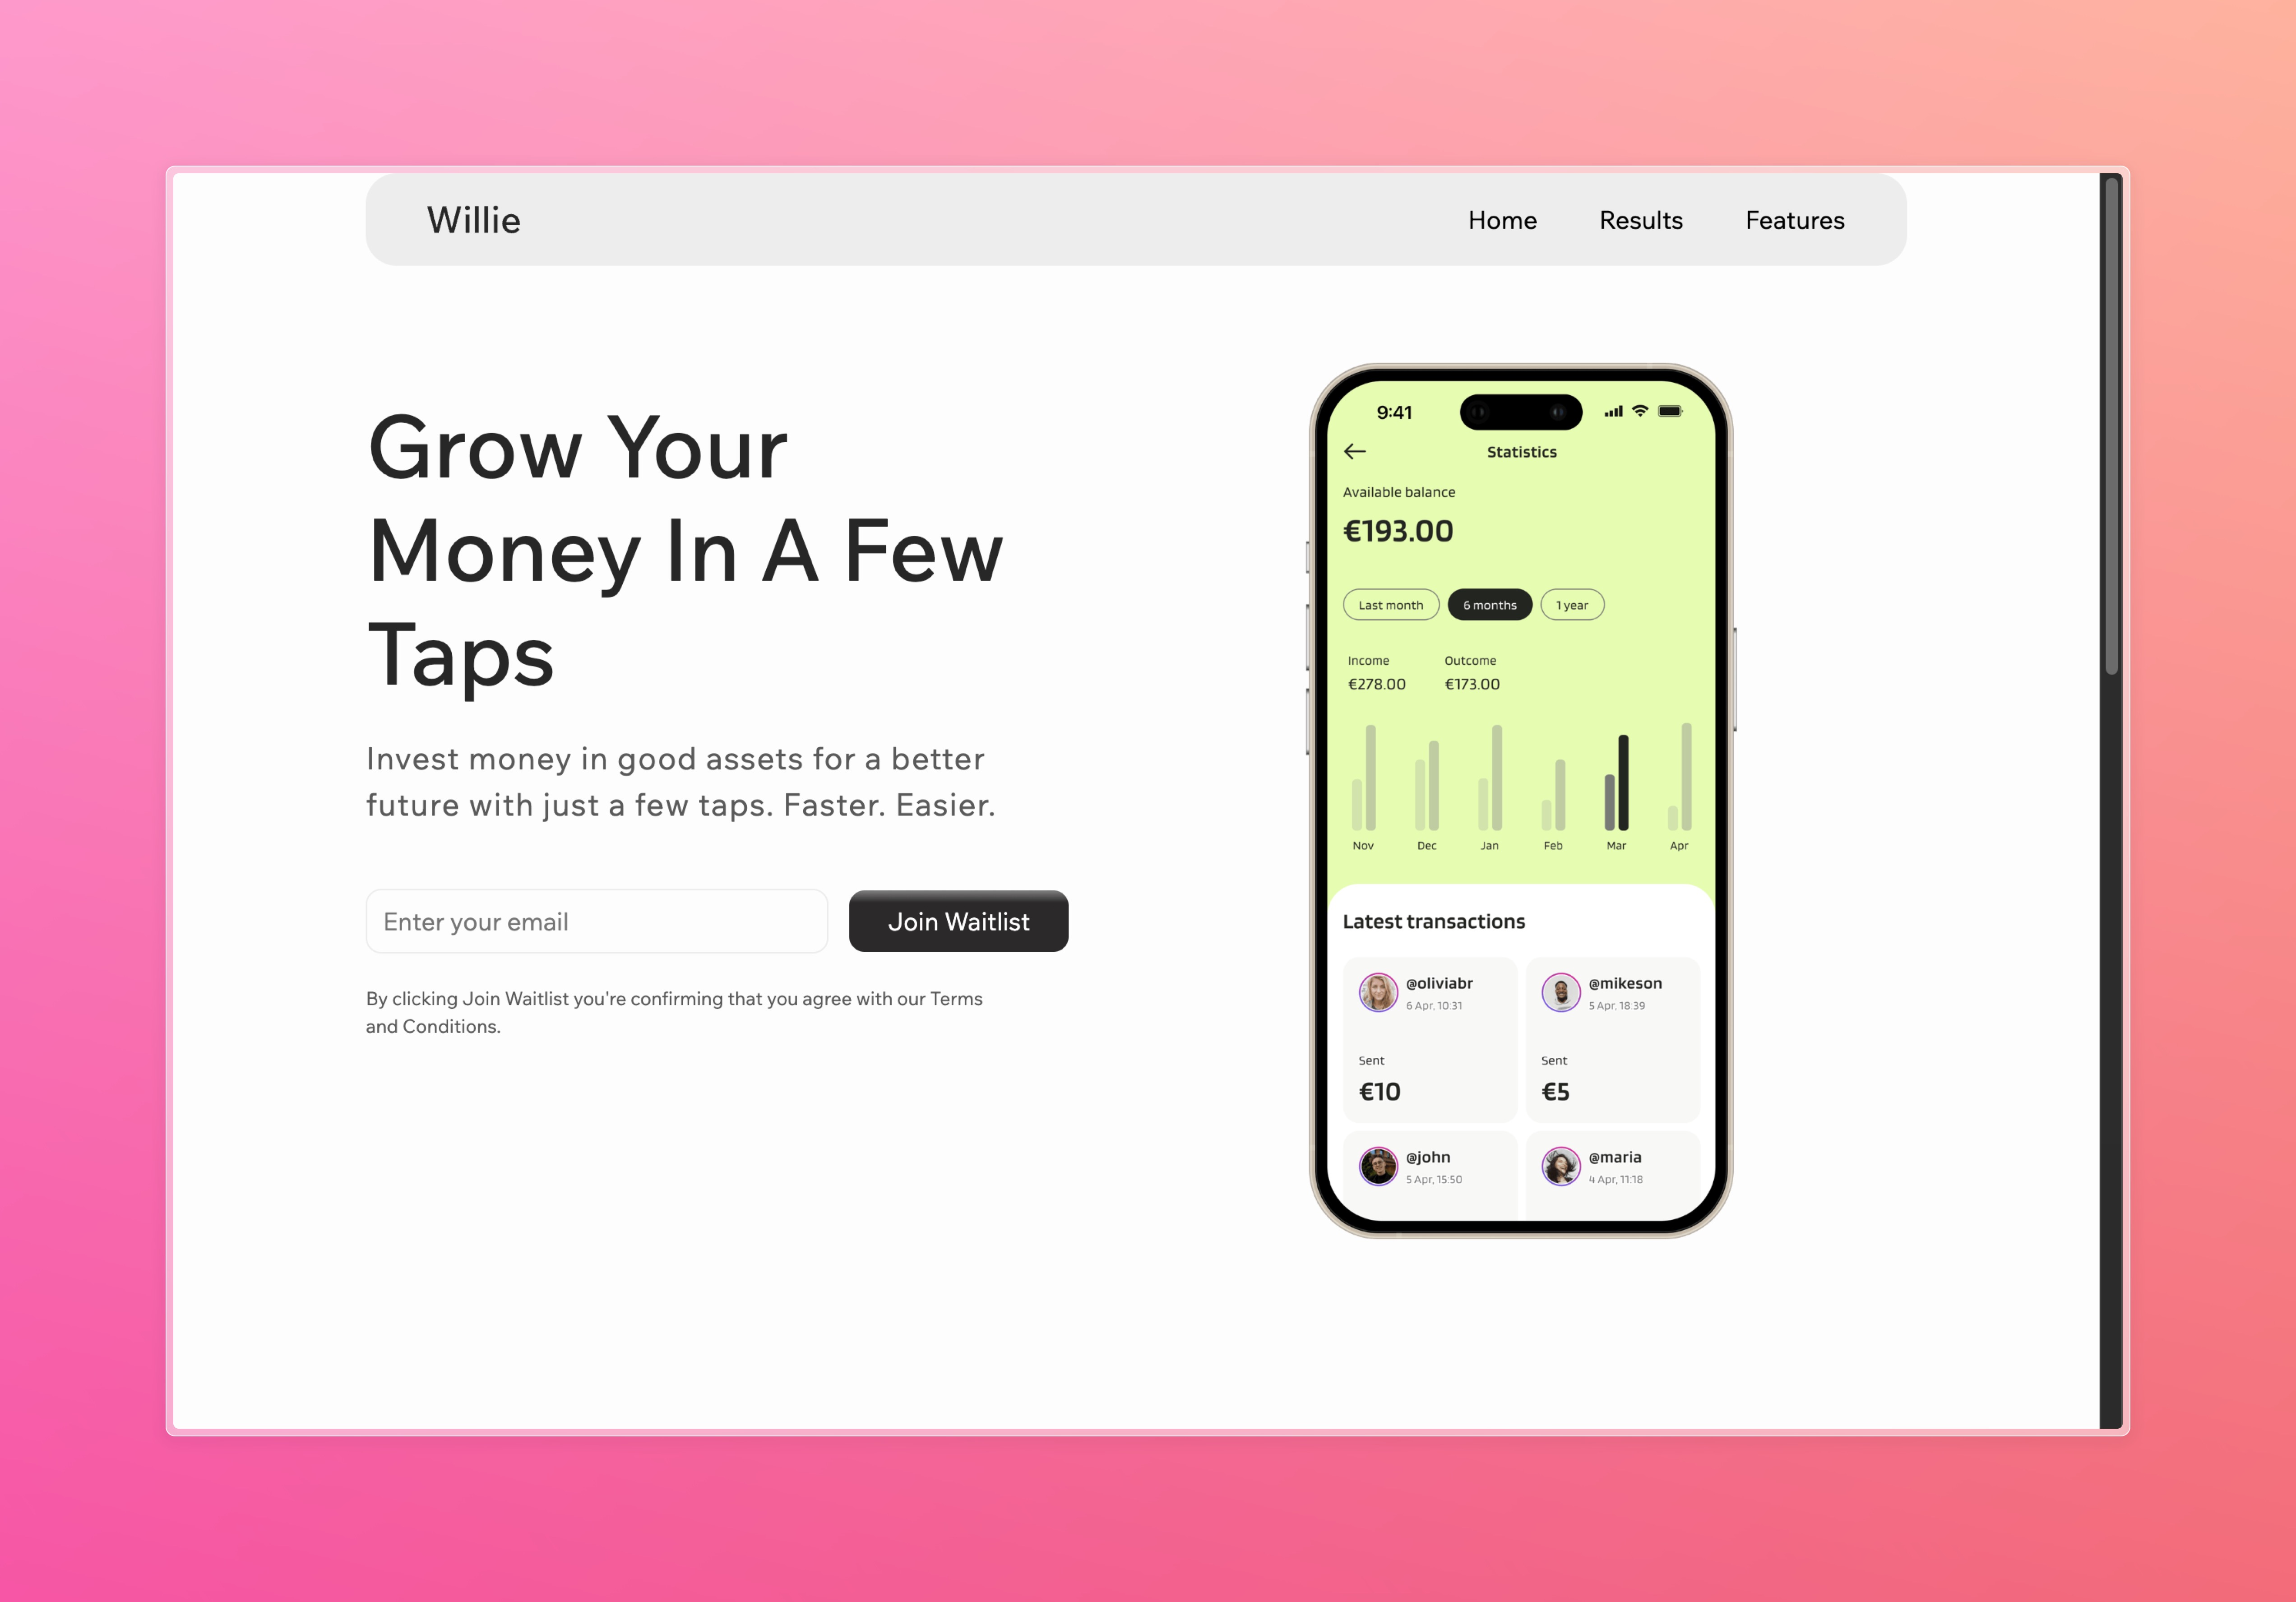 Willie
Home Results Features
Grow Your
Money In A Few
Taps
Invest money in good assets for a better
future with just a few taps. Faster. Easier.
Enter your email
Join Waitlist
By clicking Join Waitlist you're confirming that you agree with our Terms
and Conditions.
9:41
Statistics
Available balance
€193.00
Last month 6 months 1 year
Income Outcome
€278.00 €173.00
Nov Dec Jan Feb Mar Apr
Latest transactions
@oliviabr
6 Apr, 10:31
Sent
€10
@mikeson
5 Apr, 18:39
Sent
€5
@john
5 Apr, 15:50
@maria
4 Apr, 11:18